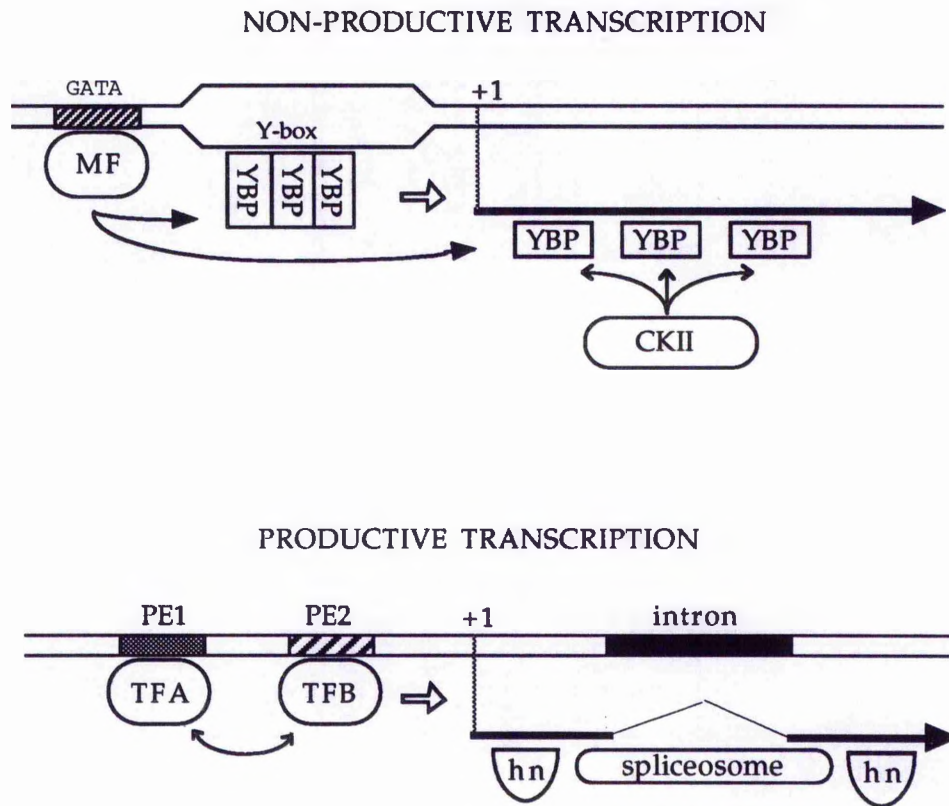 NON-PRODUCTIVE TRANSCRIPTION
GATA
+1
Y-box
MF
YBP YBP YBP
YBP YBP YBP
CKII
PRODUCTIVE TRANSCRIPTION
PE1 PE2 +1 intron
TFA TFB
hn spliceosome hn